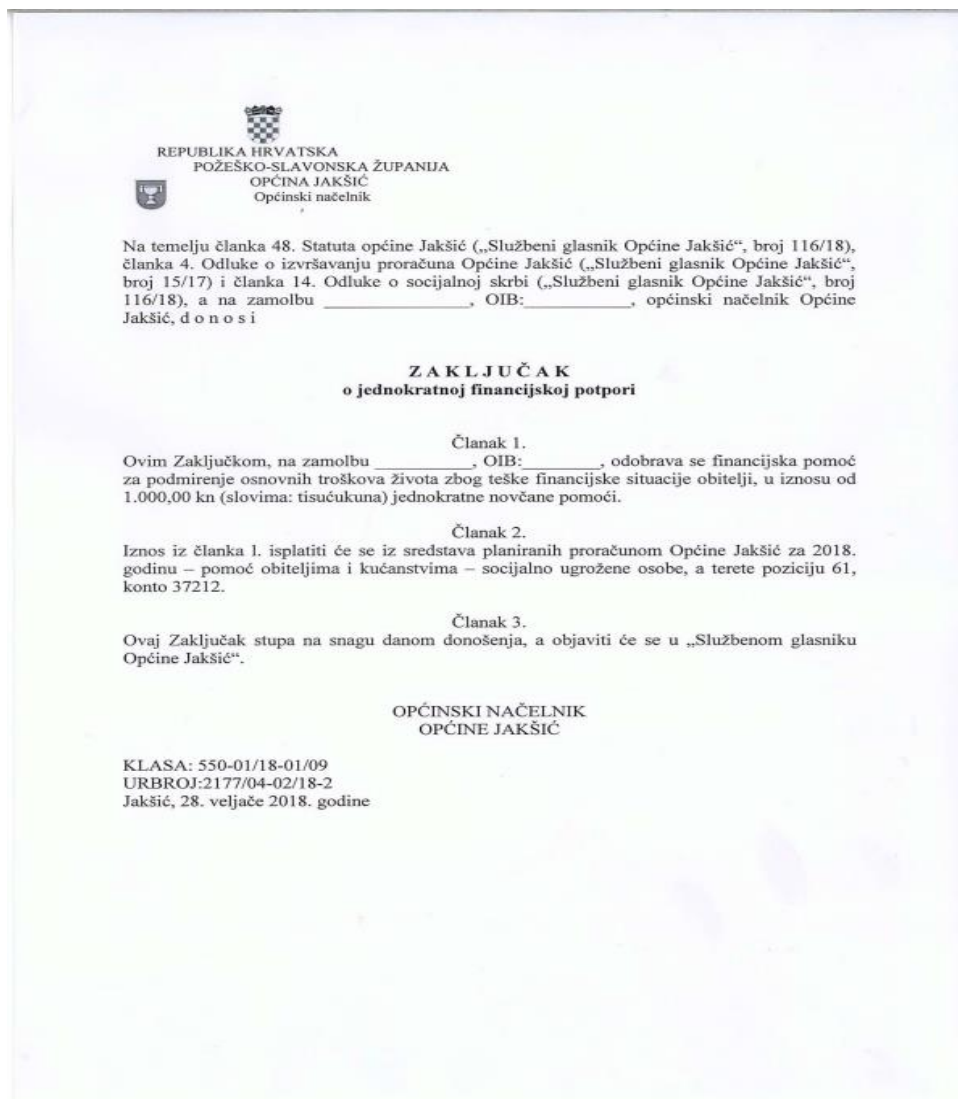 REPUBLIKA HRVATSKA
POŽEŠKO-SLAVONSKA ŽUPANIJA
OPĆINA JAKŠIĆ
Općinski načelnik
Na temelju članka 48. Statuta općine Jakšić („Službeni glasnik Općine Jakšić“, broj 116/18),
članka 4. Odluke o izvršavanju proračuna Općine Jakšić („Službeni glasnik Općine Jakšić“,
broj 15/17) i članka 14. Odluke o socijalnoj skrbi („Službeni glasnik Općine Jakšić“, broj
116/18), a na zamolbu ________________, OIB:____________, općinski načelnik Općine
Jakšić, d o n o s i
Z A K L J U Č A K
o jednokratnoj financijskoj potpori
Članak 1.
Ovim Zaključkom, na zamolbu ___________, OIB:_________, odobrava se financijska pomoć
za podmirenje osnovnih troškova života zbog teške financijske situacije obitelji, u iznosu od
1.000,00 kn (slovima: tisućukuna) jednokratne novčane pomoći.
Članak 2.
Iznos iz članka 1. isplatiti će se iz sredstava planiranih proračunom Općine Jakšić za 2018.
godinu – pomoć obiteljima i kućanstvima – socijalno ugrožene osobe, a terete poziciju 61,
konto 37212.
Članak 3.
Ovaj Zaključak stupa na snagu danom donošenja, a objaviti će se u „Službenom glasniku
Općine Jakšić“.
OPĆINSKI NAČELNIK
OPĆINE JAKŠIĆ
KLASA: 550-01/18-01/09
URBROJ:2177/04-02/18-2
Jakšić, 28. veljače 2018. godine